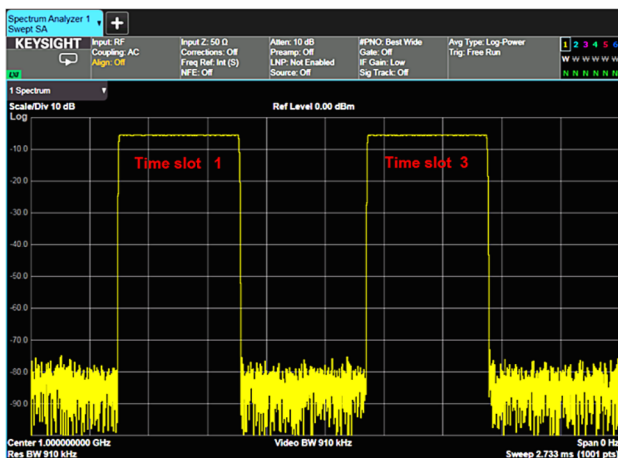 Spectrum Analyzer 1
Swept SA
KEYSIGHT
Input: RF
Coupling: AC
Align: Off
Input Z: 50 Ω
Corrections: Off
Freq Ref: Int (S)
NFE: Off
Atten: 10 dB
Preamp: Off
LNP: Not Enabled
Source: Off
#PNO: Best Wide
Gate: Off
IF Gain: Low
Sig Track: Off
Avg Type: Log-Power
Trig: Free Run
1 2 3 4 5 6
W W W W W W
N N N N N N
1 Spectrum
Scale/Div 10 dB
Ref Level 0.00 dBm
Log
-10.0
-20.0
-30.0
-40.0
-50.0
-60.0
-70.0
-80.0
-90.0
Time slot 1
Time slot 3
Center 1.000000000 GHz
Video BW 910 kHz
Span 0 Hz
Res BW 910 kHz
Sweep 2.733 ms (1001 pts)